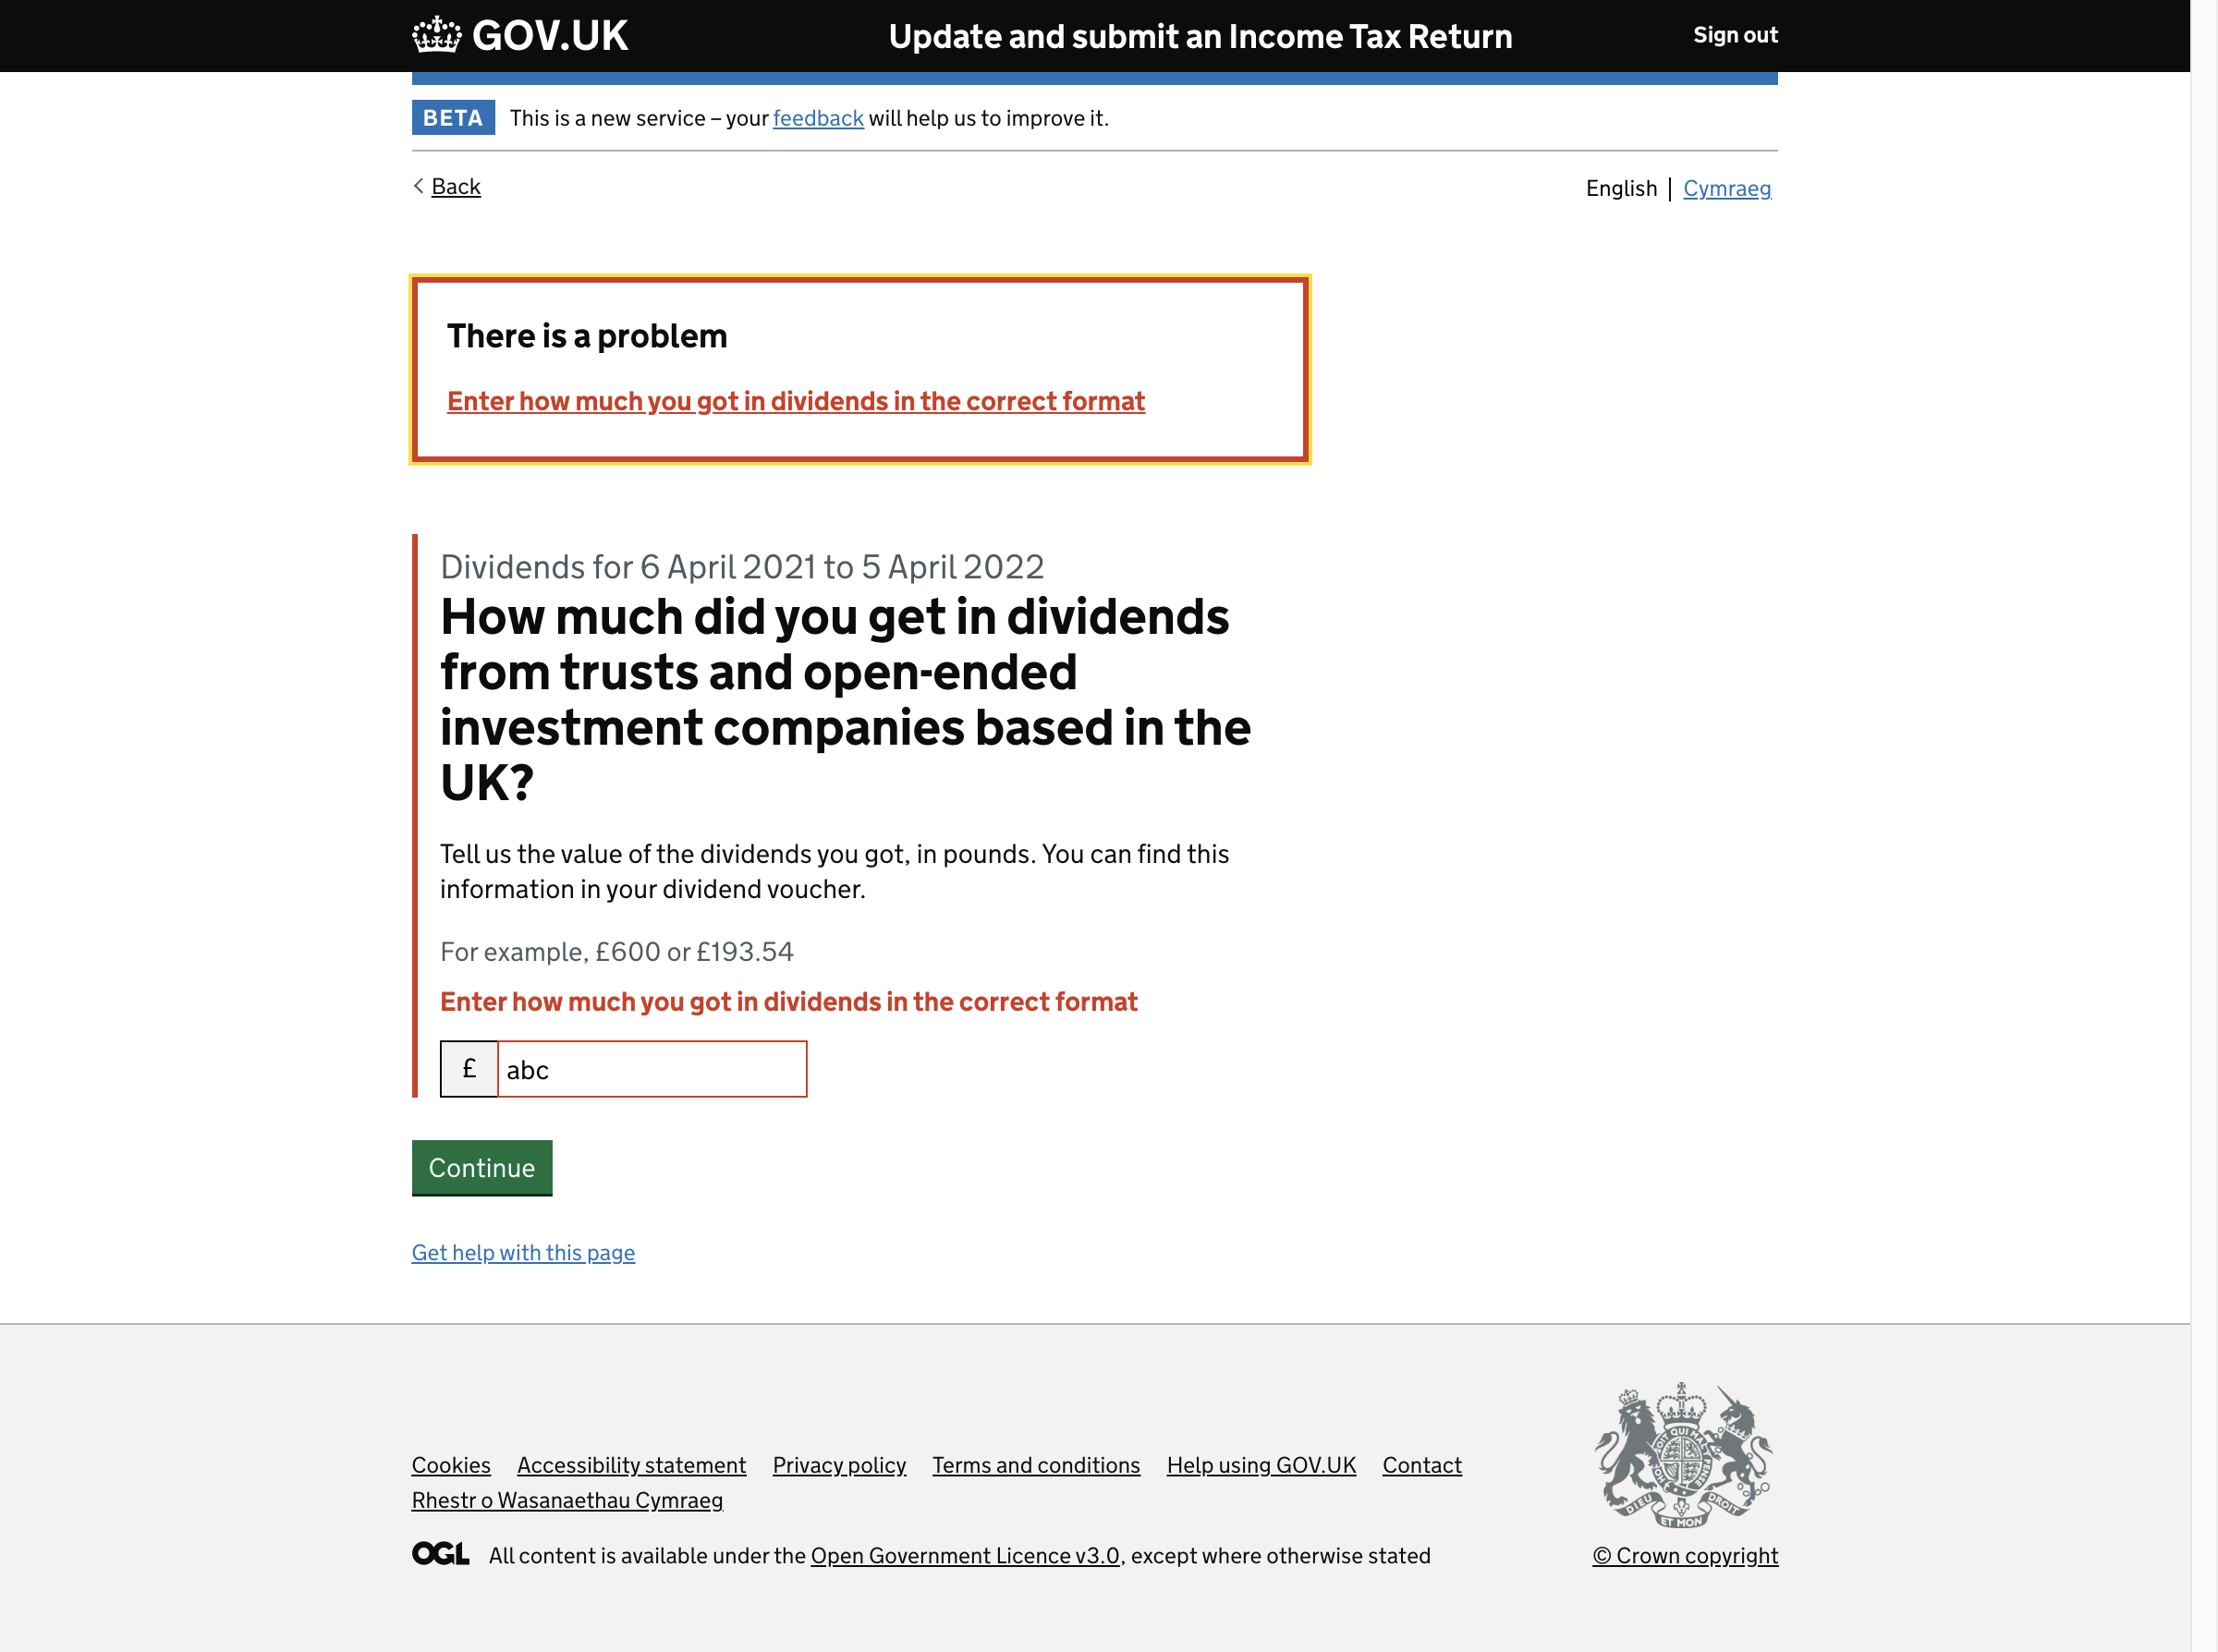 GOV.UK
Update and submit an Income Tax Return
Sign out
BETA
This is a new service – your feedback will help us to improve it.
Back
English
Cymraeg
There is a problem
Enter how much you got in dividends in the correct format
Dividends for 6 April 2021 to 5 April 2022
How much did you get in dividends
from trusts and open-ended
investment companies based in the
UK?
Tell us the value of the dividends you got, in pounds. You can find this
information in your dividend voucher.
For example, £600 or £193.54
Enter how much you got in dividends in the correct format
£ abc
Continue
Get help with this page
Cookies Accessibility statement Privacy policy Terms and conditions Help using GOV.UK Contact
Rhestr o Wasanaethau Cymraeg
DIEU ET MON DROIT
OGL All content is available under the Open Government Licence v3.0, except where otherwise stated
© Crown copyright